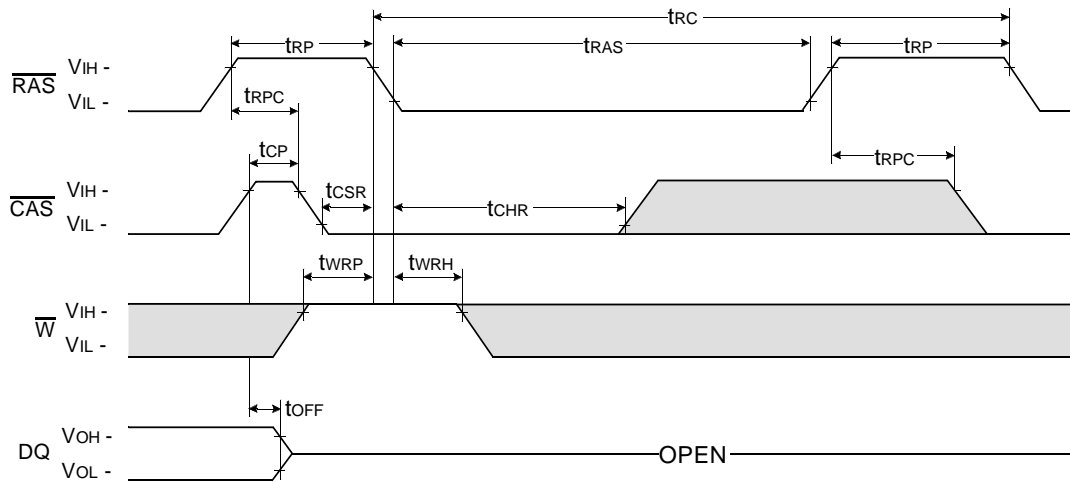 tRC
tRP
tRAS
tRP
RAS
VIH -
VIL -
tRPC
tCP
tRPC
CAS
VIH -
VIL -
tCSR
tCHR
tWRP
tWRH
W
VIH -
VIL -
tOFF
DQ
VOH -
VOL -
OPEN